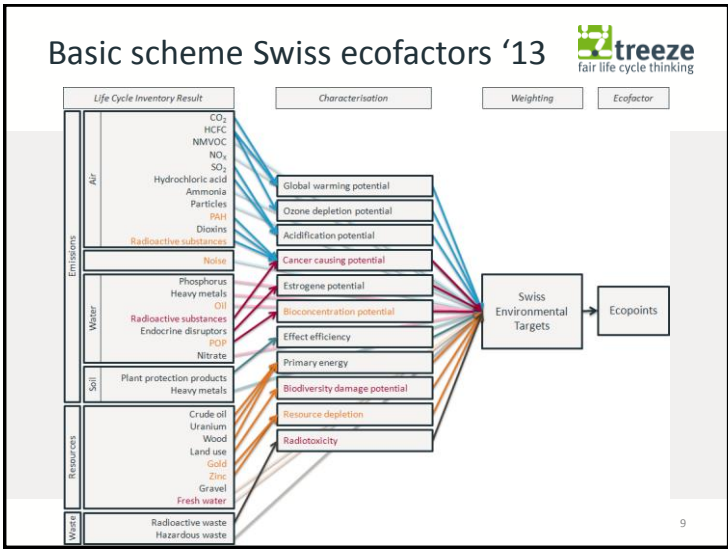 Basic scheme Swiss ecofactors ‘13
treeze
fair life cycle thinking
Life Cycle Inventory Result
Characterisation
Weighting
Ecofactor
Emissions
Air
CO₂
HCFC
NMVOC
NOₓ
SO₂
Hydrochloric acid
Ammonia
Particles
PAH
Dioxins
Radioactive substances
Noise
Water
Phosphorus
Heavy metals
Oil
Radioactive substances
Endocrine disruptors
POP
Nitrate
Soil
Plant protection products
Heavy metals
Resources
Crude oil
Uranium
Wood
Land use
Gold
Zinc
Gravel
Fresh water
Waste
Radioactive waste
Hazardous waste
Global warming potential
Ozone depletion potential
Acidification potential
Cancer causing potential
Estrogene potential
Bioconcentration potential
Effect efficiency
Primary energy
Biodiversity damage potential
Resource depletion
Radiotoxicity
Swiss
Environmental
Targets
Ecopoints
9